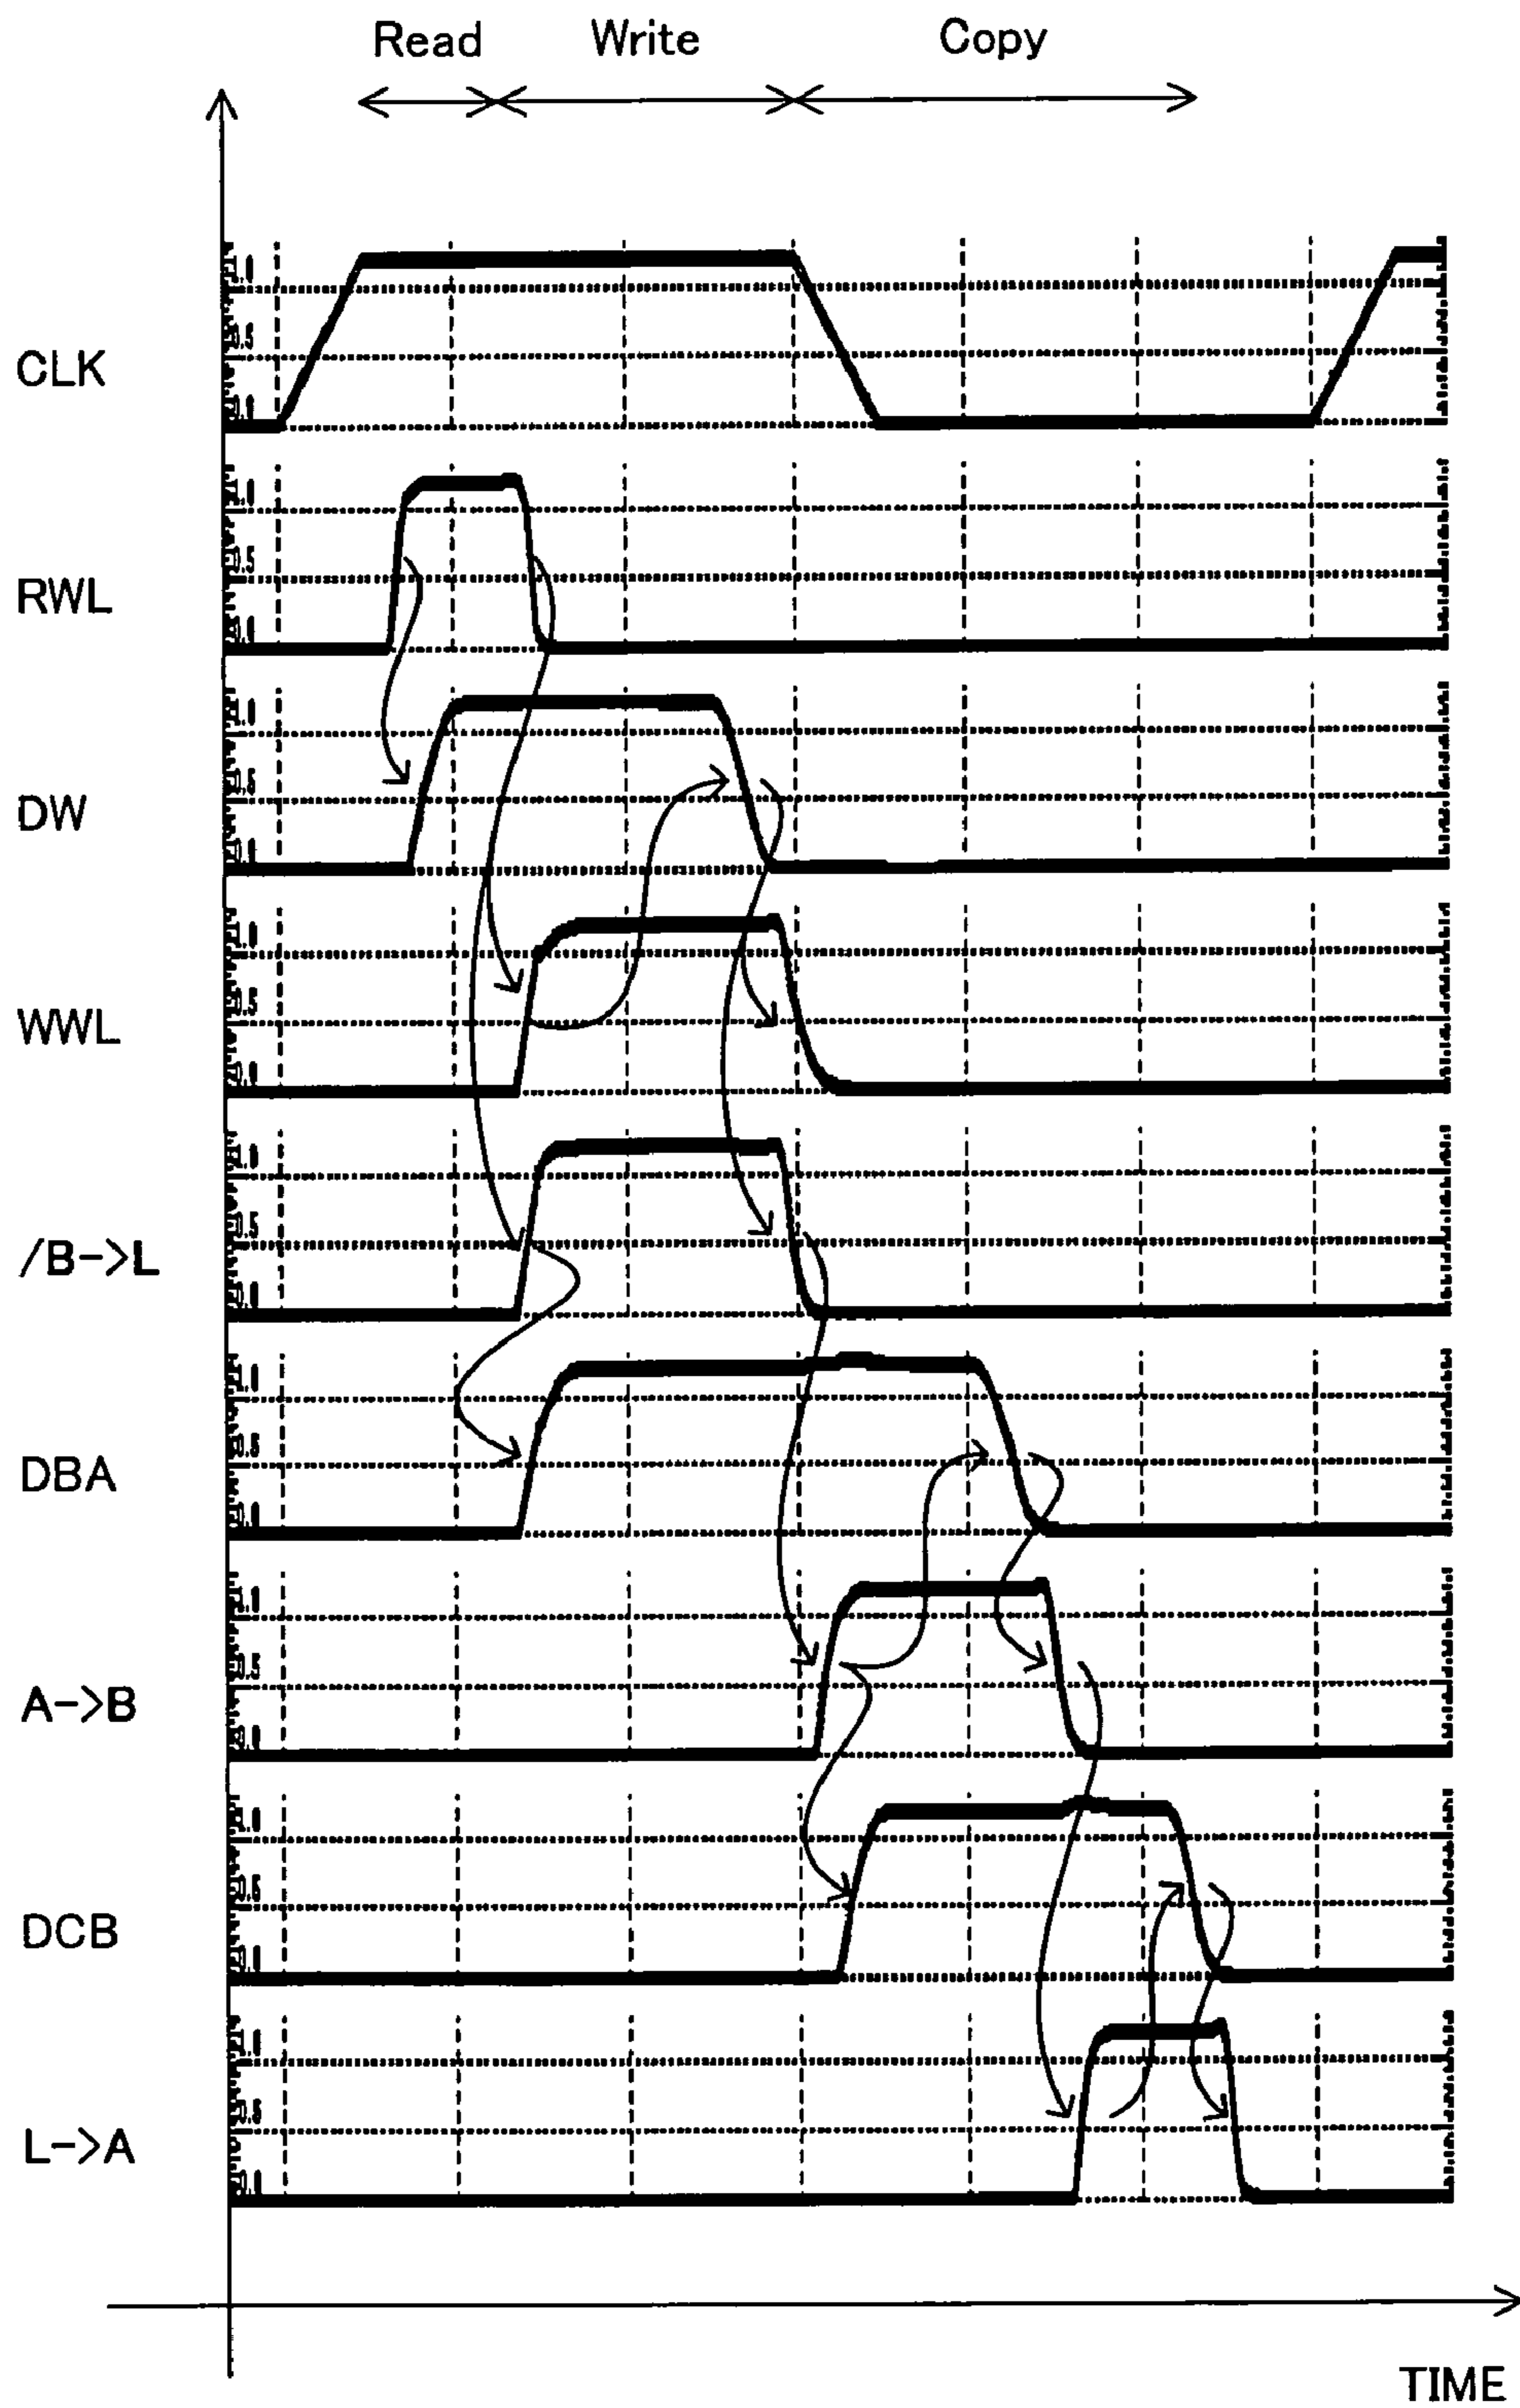 Read Write Copy
CLK
RWL
DW
WWL
/B->L
DBA
A->B
DCB
L->A
TIME